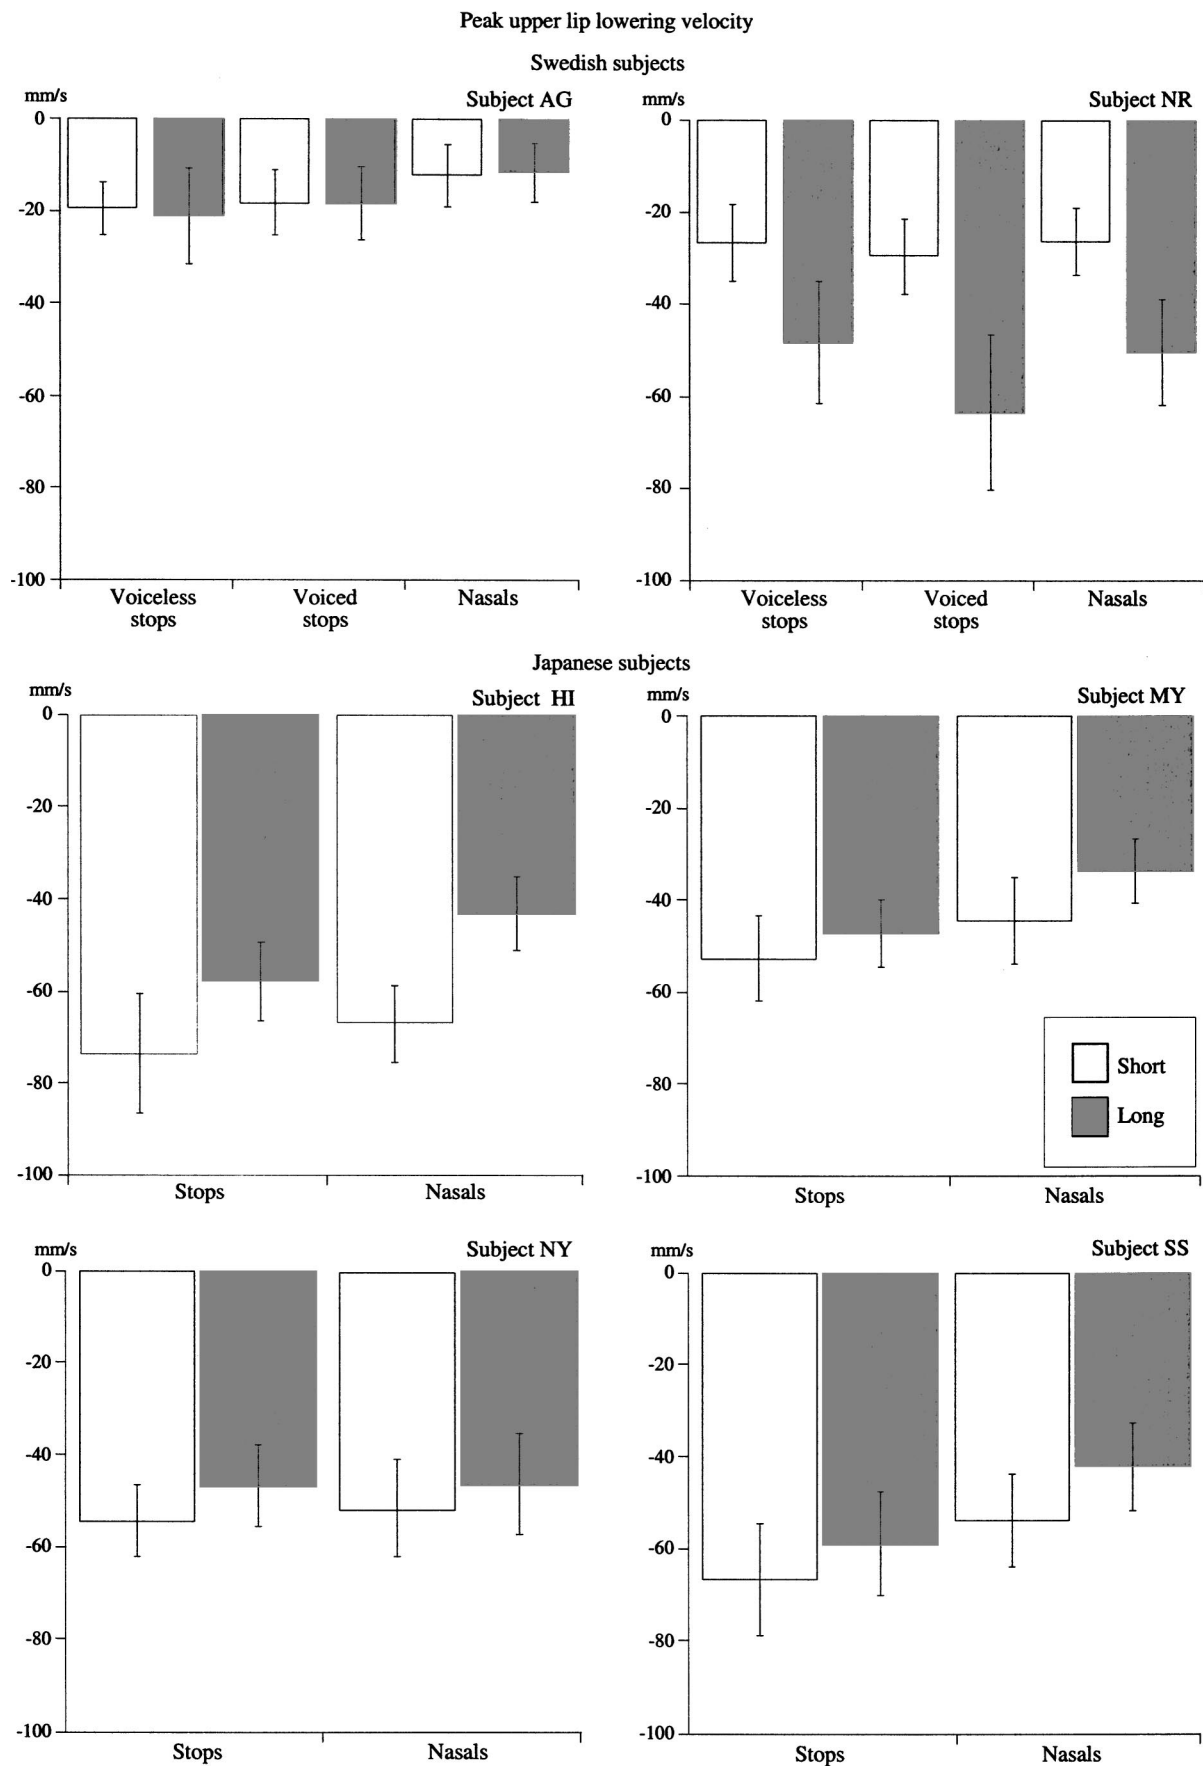 Peak upper lip lowering velocity
Swedish subjects
mm/s
Subject AG
0
-20
-40
-60
-80
-100
Voiceless
stops
Voiced
stops
Nasals
mm/s
Subject NR
0
-20
-40
-60
-80
-100
Voiceless
stops
Voiced
stops
Nasals
Japanese subjects
mm/s
Subject HI
0
-20
-40
-60
-80
-100
Stops
Nasals
mm/s
Subject MY
0
-20
-40
-60
-80
-100
Short
Long
Stops
Nasals
mm/s
Subject NY
0
-20
-40
-60
-80
-100
Stops
Nasals
mm/s
Subject SS
0
-20
-40
-60
-80
-100
Stops
Nasals